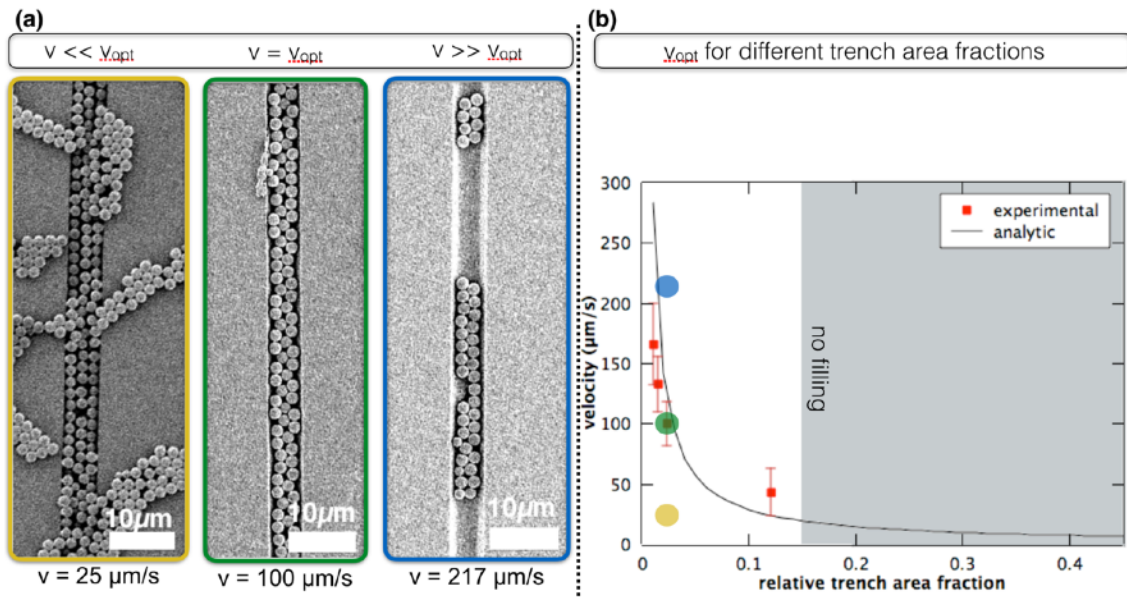 (a)
v << vopt
v = vopt
v >> vopt
10µm
10µm
10µm
v = 25 µm/s
v = 100 µm/s
v = 217 µm/s
(b)
vopt for different trench area fractions
300
250
200
150
100
50
0
velocity (µm/s)
experimental
analytic
no filling
0
0.1
0.2
0.3
0.4
relative trench area fraction